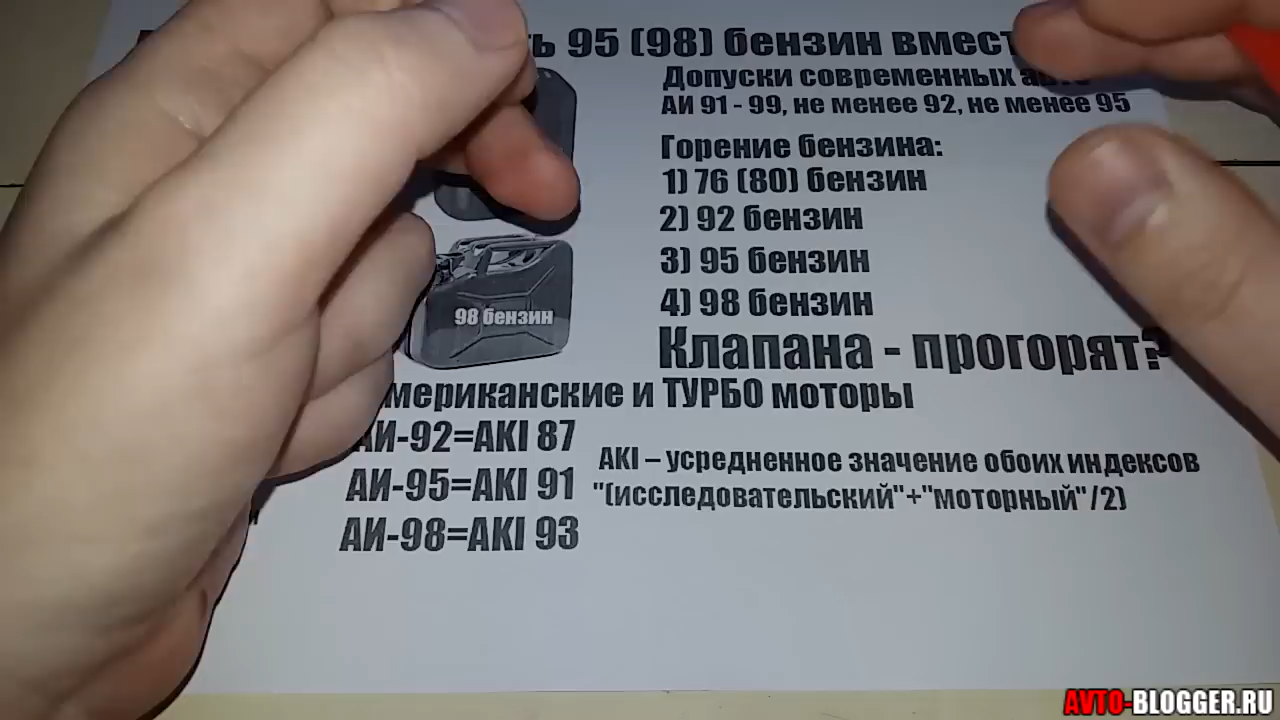 95 (98) бензин
Допуски современных
АИ 91 - 99, не менее 92, не менее 95
Горение бензина:
1) 76 (80) бензин
2) 92 бензин
3) 95 бензин
4) 98 бензин
98 бензин
Клапана - прогорят?
и ТУРБО моторы
АИ-92=AKI 87
АИ-95=AKI 91
АИ-98=AKI 93
AKI – усредненное значение обоих индексов
"(исследовательский"+"моторный"/2)
AVTO-BLOGGER.RU